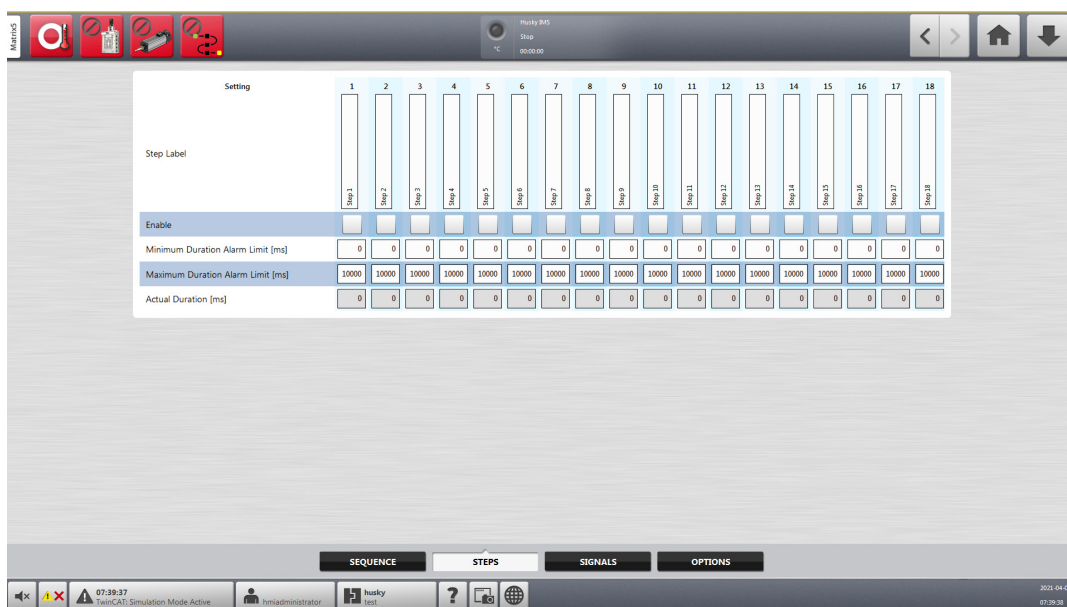 Matrix5
°C
Husky IMS
Stop
00:00:00
Setting 1 2 3 4 5 6 7 8 9 10 11 12 13 14 15 16 17 18
Step Label Step 1 Step 2 Step 3 Step 4 Step 5 Step 6 Step 7 Step 8 Step 9 Step 10 Step 11 Step 12 Step 13 Step 14 Step 15 Step 16 Step 17 Step 18
Enable
Minimum Duration Alarm Limit [ms] 0 0 0 0 0 0 0 0 0 0 0 0 0 0 0 0 0 0
Maximum Duration Alarm Limit [ms] 10000 10000 10000 10000 10000 10000 10000 10000 10000 10000 10000 10000 10000 10000 10000 10000 10000 10000
Actual Duration [ms] 0 0 0 0 0 0 0 0 0 0 0 0 0 0 0 0 0 0
SEQUENCE STEPS SIGNALS OPTIONS
07:39:37
TwinCAT: Simulation Mode Active
hmiadministrator
husky
test
?
2021-04-0
07:39:38